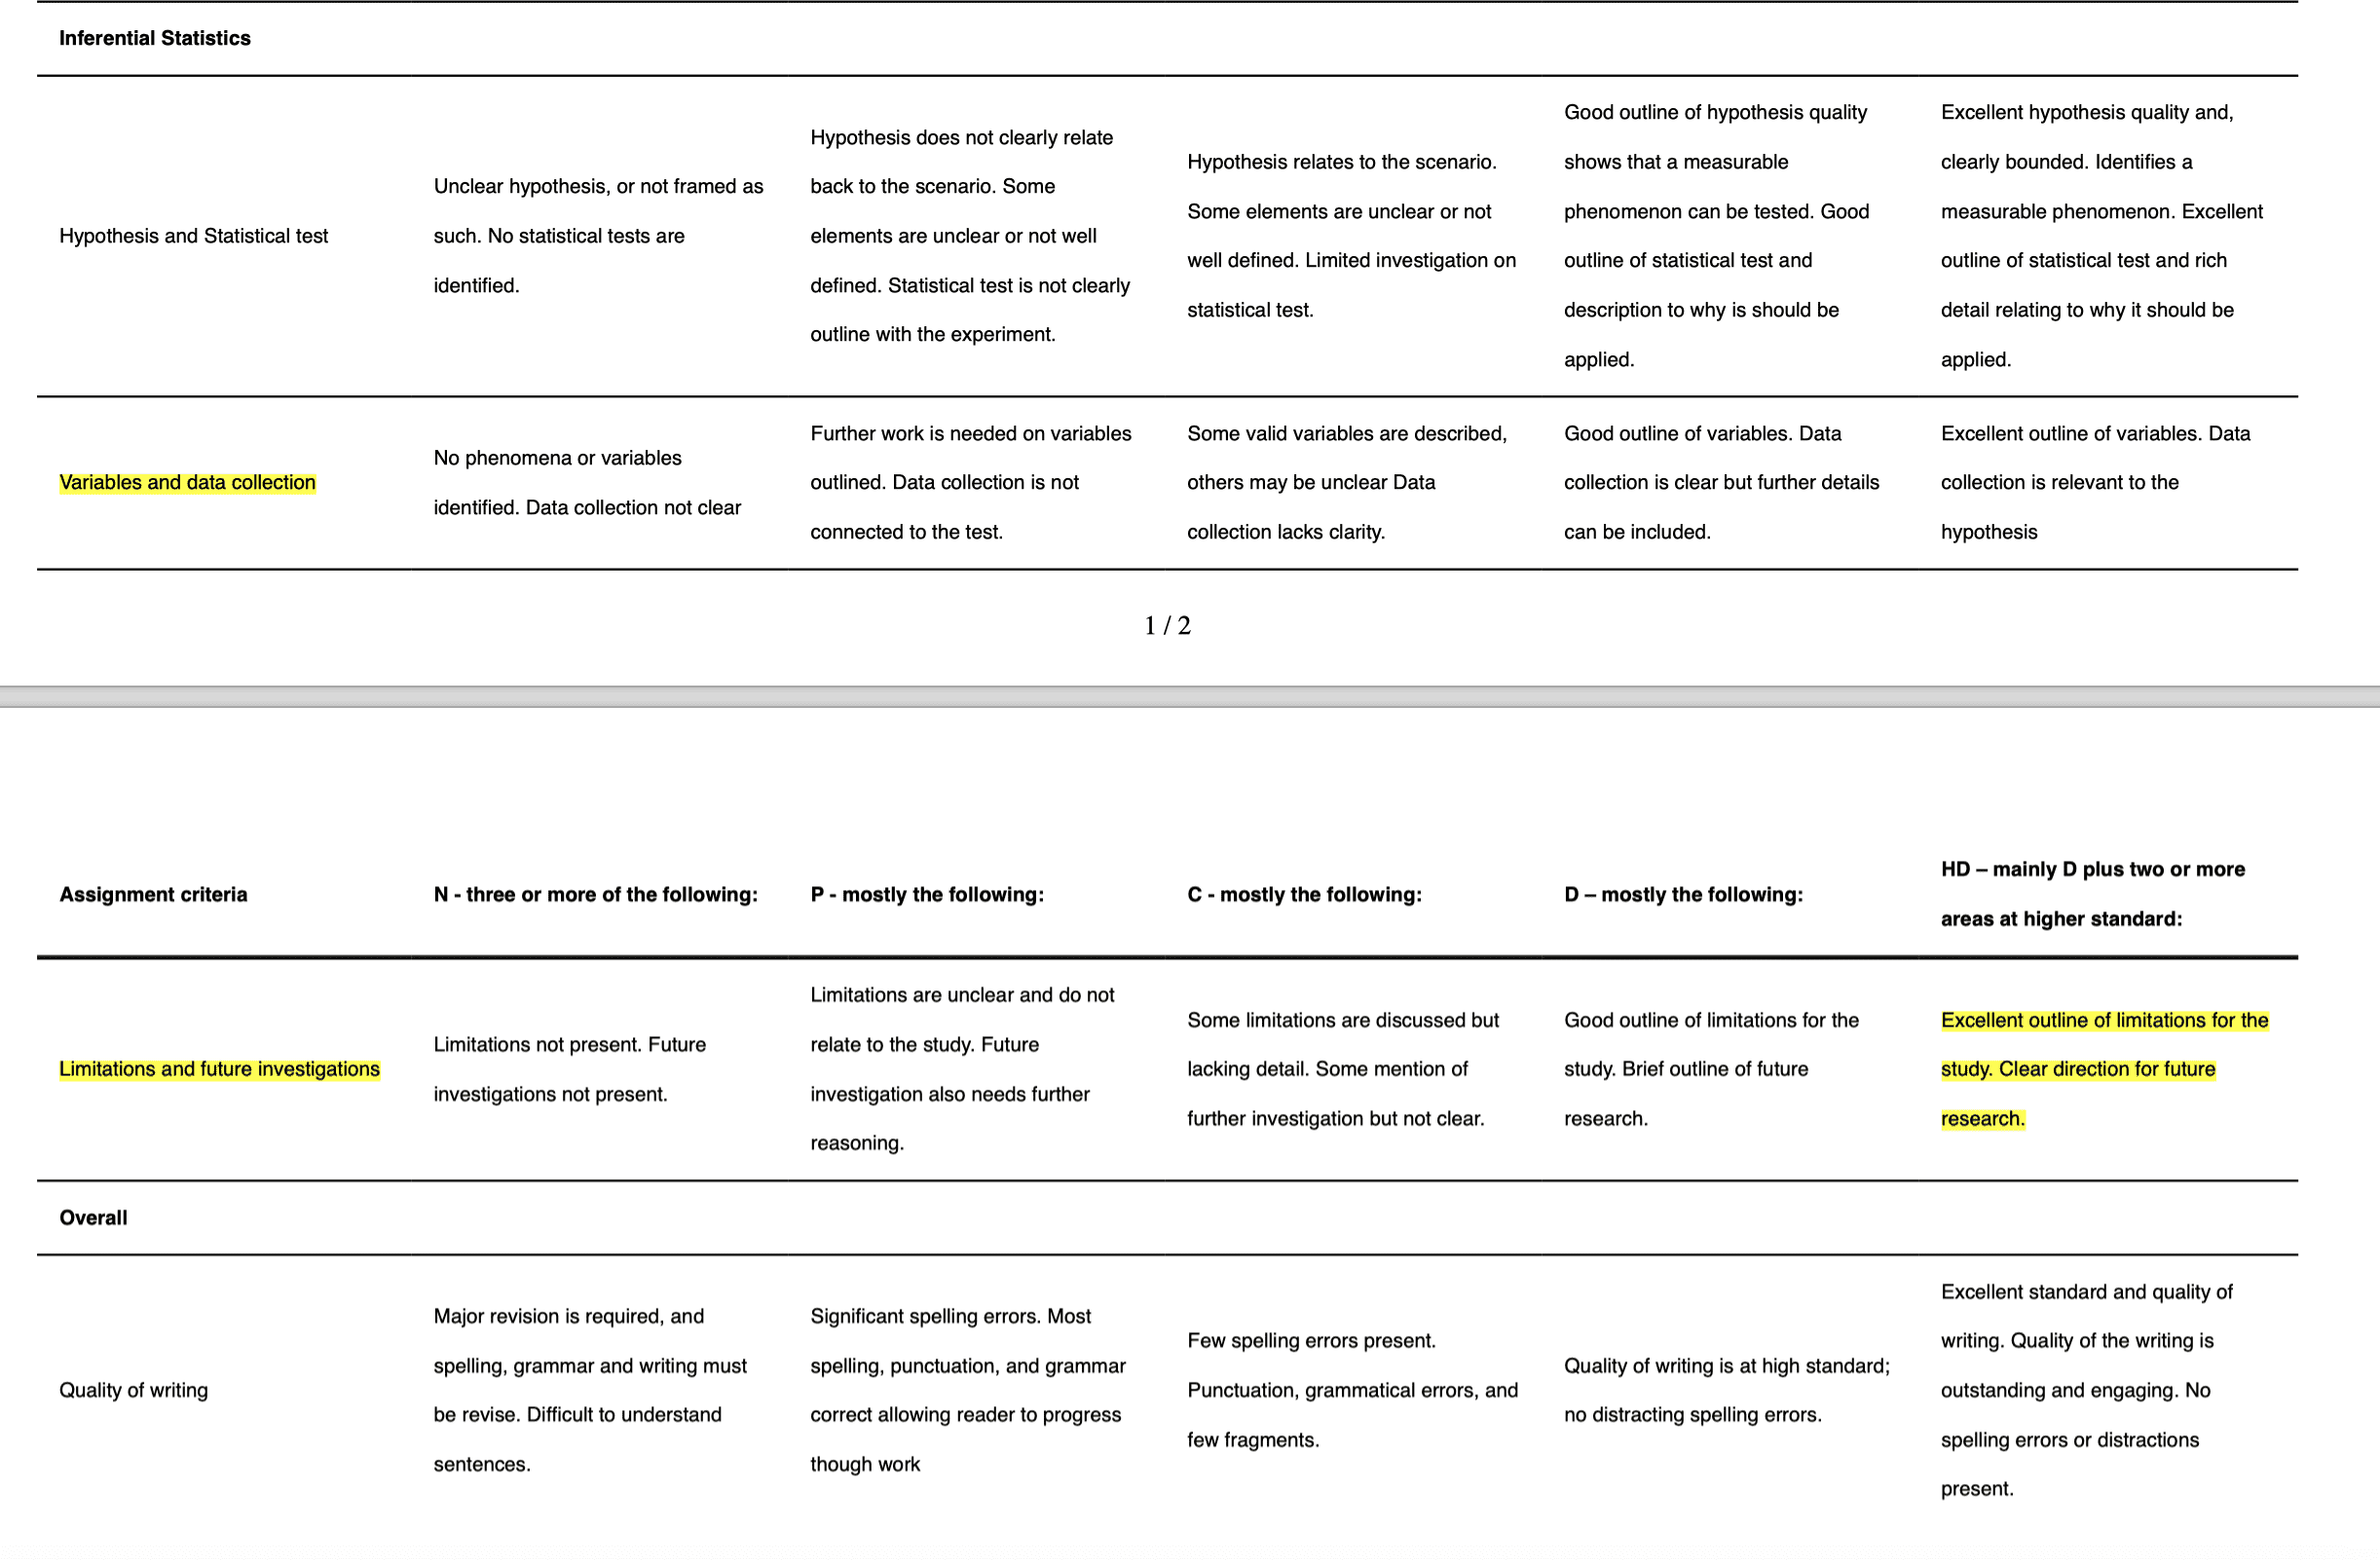 Inferential Statistics
Hypothesis and Statistical test
Unclear hypothesis, or not framed as
such. No statistical tests are
identified.
Hypothesis does not clearly relate
back to the scenario. Some
elements are unclear or not well
defined. Statistical test is not clearly
outline with the experiment.
Hypothesis relates to the scenario.
Some elements are unclear or not
well defined. Limited investigation on
statistical test.
Good outline of hypothesis quality
shows that a measurable
phenomenon can be tested. Good
outline of statistical test and
description to why is should be
applied.
Excellent hypothesis quality and,
clearly bounded. Identifies a
measurable phenomenon. Excellent
outline of statistical test and rich
detail relating to why it should be
applied.
Variables and data collection
No phenomena or variables
identified. Data collection not clear
Further work is needed on variables
outlined. Data collection is not
connected to the test.
Some valid variables are described,
others may be unclear Data
collection lacks clarity.
Good outline of variables. Data
collection is clear but further details
can be included.
Excellent outline of variables. Data
collection is relevant to the
hypothesis
1 / 2
Assignment criteria
N - three or more of the following:
P - mostly the following:
C - mostly the following:
D – mostly the following:
HD – mainly D plus two or more
areas at higher standard:
Limitations and future investigations
Limitations not present. Future
investigations not present.
Limitations are unclear and do not
relate to the study. Future
investigation also needs further
reasoning.
Some limitations are discussed but
lacking detail. Some mention of
further investigation but not clear.
Good outline of limitations for the
study. Brief outline of future
research.
Excellent outline of limitations for the
study. Clear direction for future
research.
Overall
Quality of writing
Major revision is required, and
spelling, grammar and writing must
be revise. Difficult to understand
sentences.
Significant spelling errors. Most
spelling, punctuation, and grammar
correct allowing reader to progress
though work
Few spelling errors present.
Punctuation, grammatical errors, and
few fragments.
Quality of writing is at high standard;
no distracting spelling errors.
Excellent standard and quality of
writing. Quality of the writing is
outstanding and engaging. No
spelling errors or distractions
present.